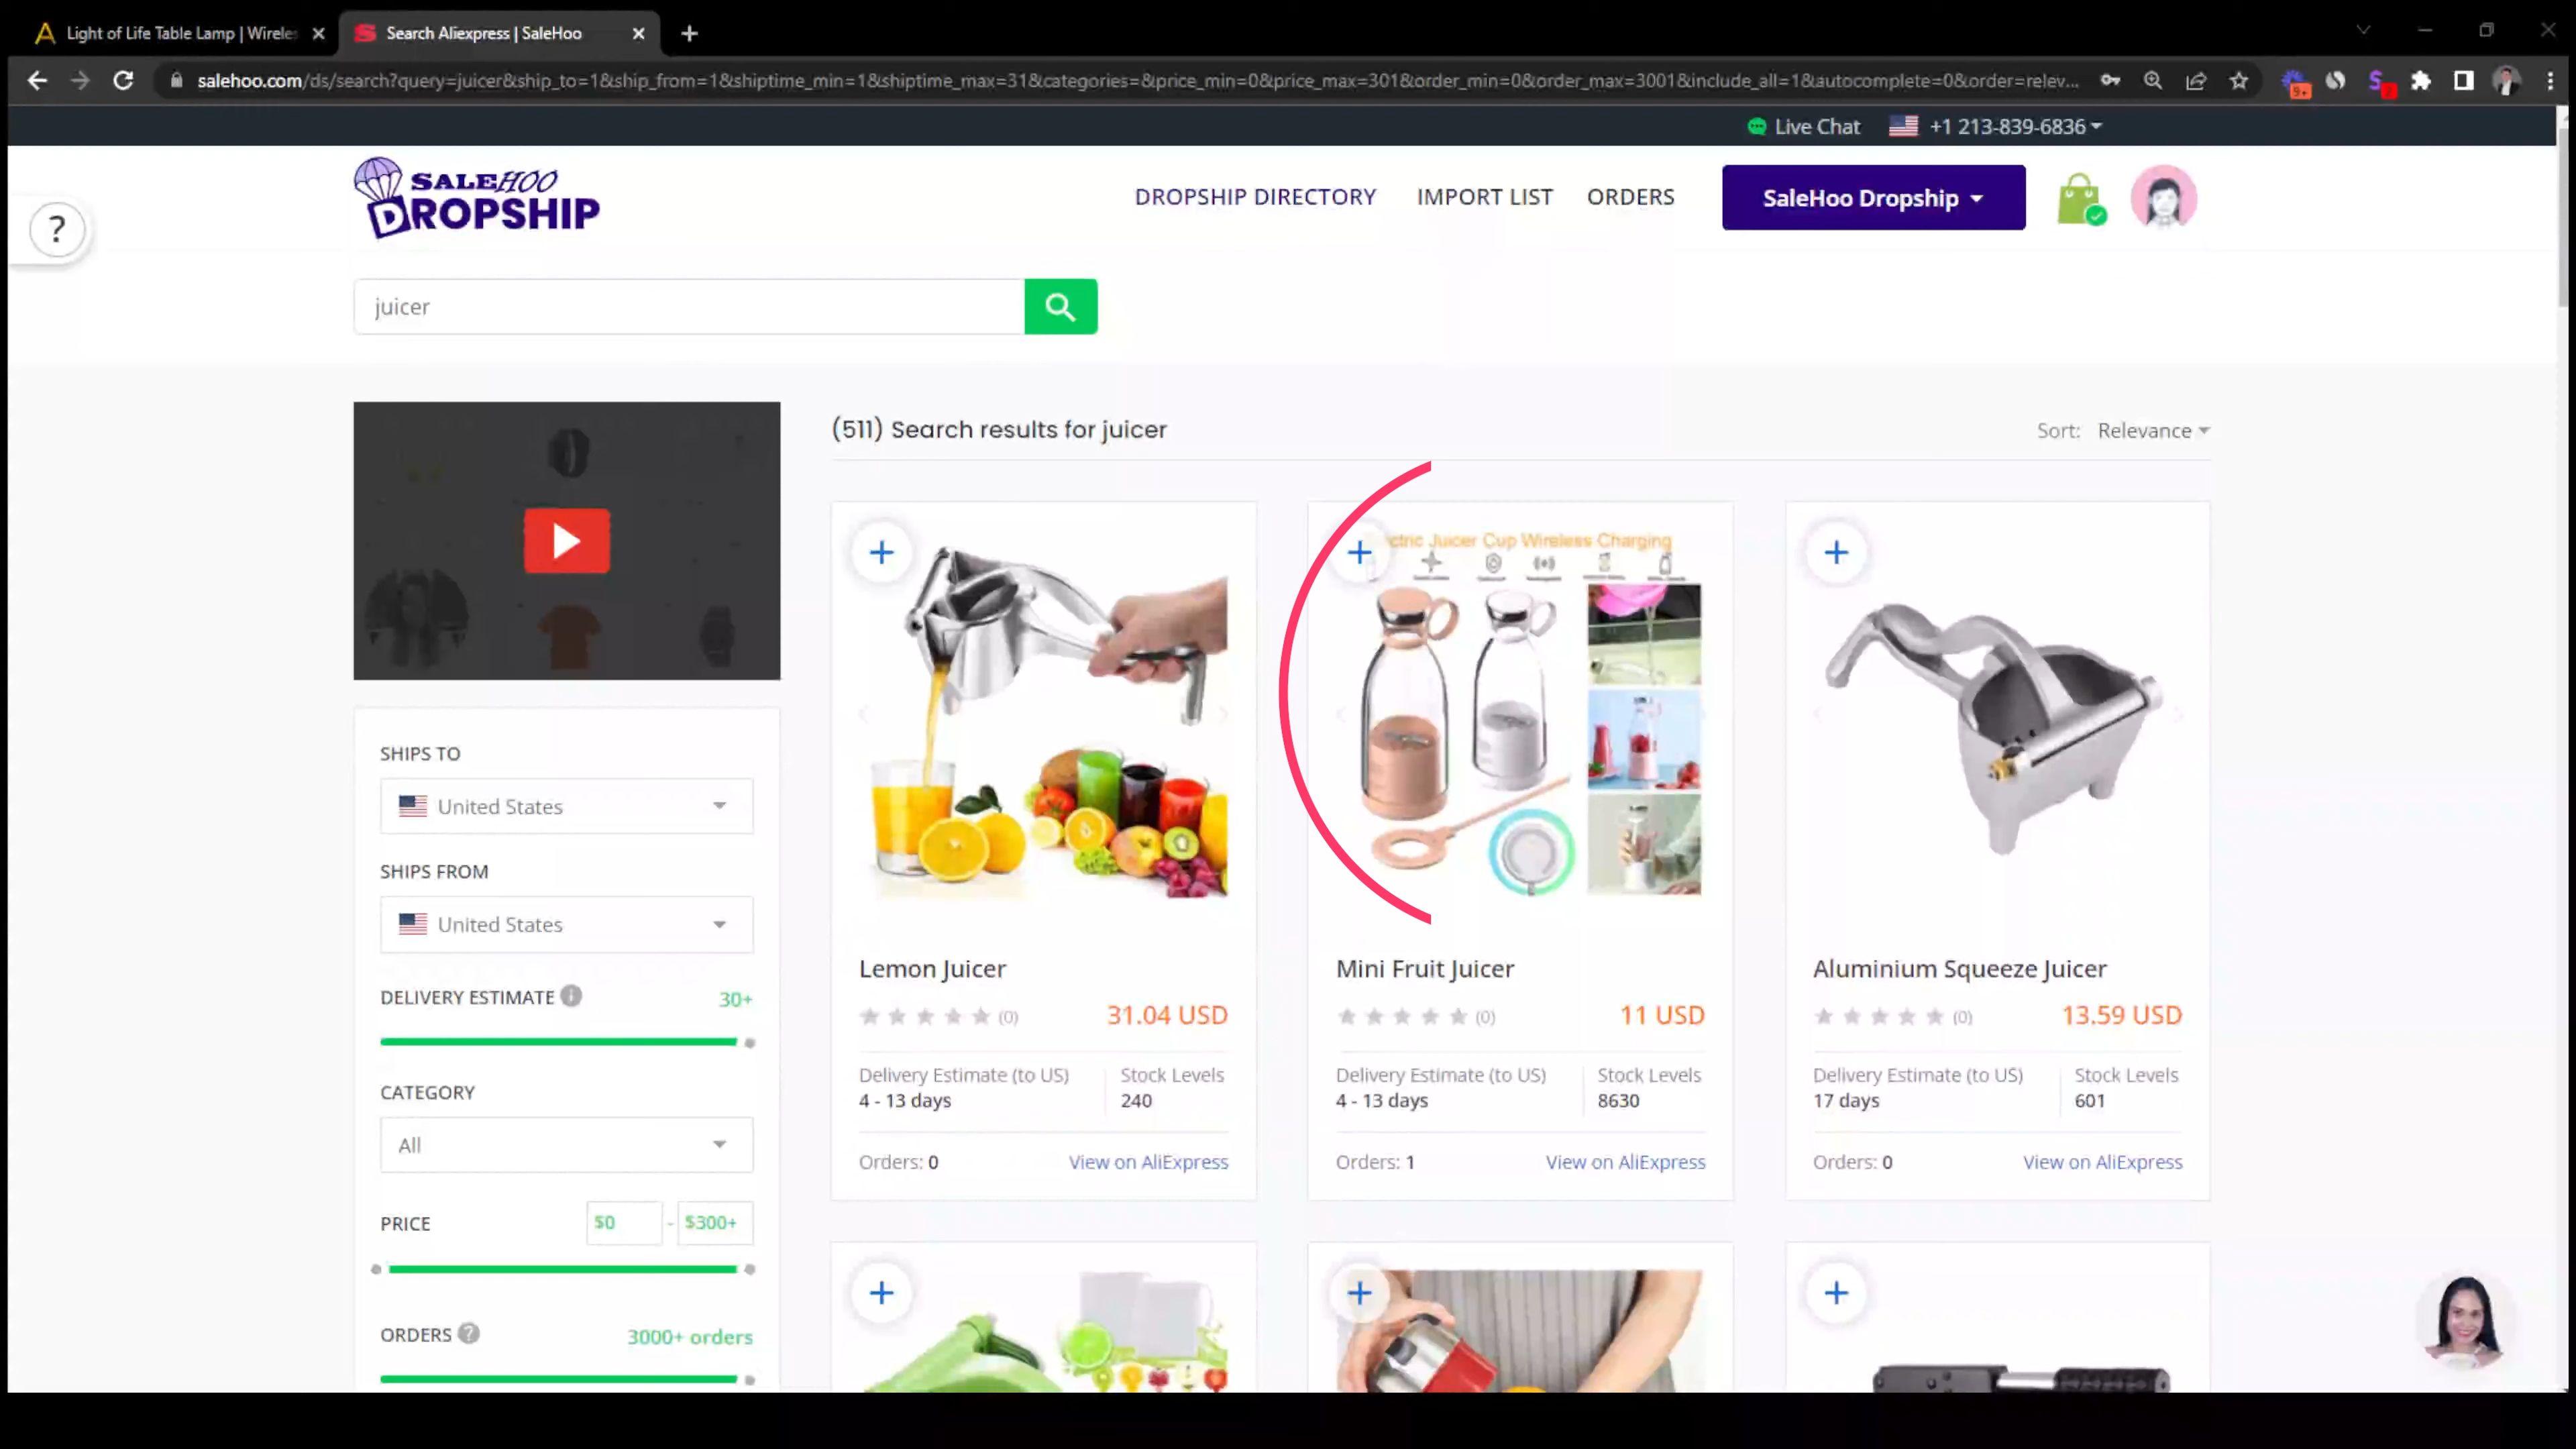 Light of Life Table Lamp | Wirele
Search Aliexpress | SaleHoo
salehoo.com/ds/search?query=juicer&ship_to=1&ship_from=1&shiptime_min=1&shiptime_max=31&categories=&price_min=0&price_max=301&order_min=0&order_max=3001&include_all=1&autocomplete=0&order=relev...
9+
Live Chat
+1 213-839-6836
SALEHOO
DROPSHIP
DROPSHIP DIRECTORY
IMPORT LIST
ORDERS
SaleHoo Dropship
?
juicer
(511) Search results for juicer
Sort: Relevance
SHIPS TO
United States
SHIPS FROM
United States
DELIVERY ESTIMATE
30+
CATEGORY
All
PRICE
$0 - $300+
ORDERS ?
3000+ orders
Lemon Juicer
(0)
31.04 USD
Delivery Estimate (to US)
4 - 13 days
Stock Levels
240
Orders: 0
View on AliExpress
ctric Juicer Cup Wireless Charging
Mini Fruit Juicer
(0)
11 USD
Delivery Estimate (to US)
4 - 13 days
Stock Levels
8630
Orders: 1
View on AliExpress
Aluminium Squeeze Juicer
(0)
13.59 USD
Delivery Estimate (to US)
17 days
Stock Levels
601
Orders: 0
View on AliExpress